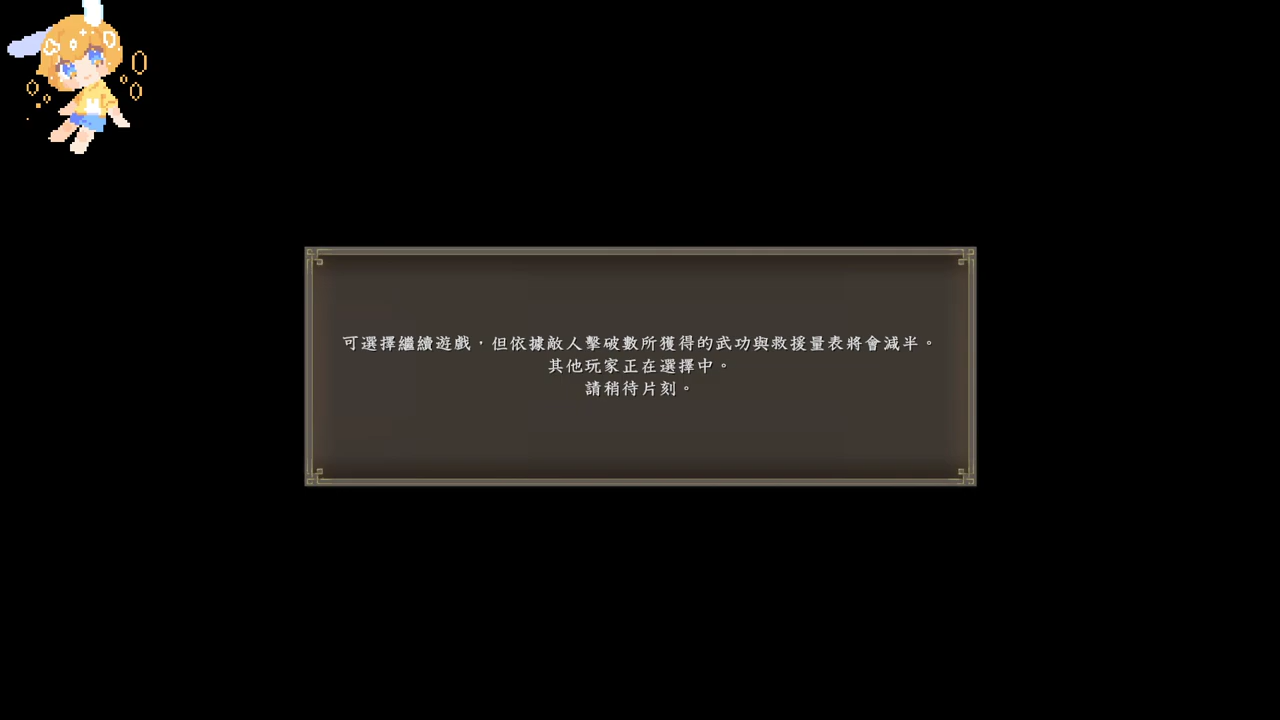 可選擇繼續遊戲，但依據敵人擊破數所獲得的武功與救援量表將會減半。
其他玩家正在選擇中。
請稍待片刻。